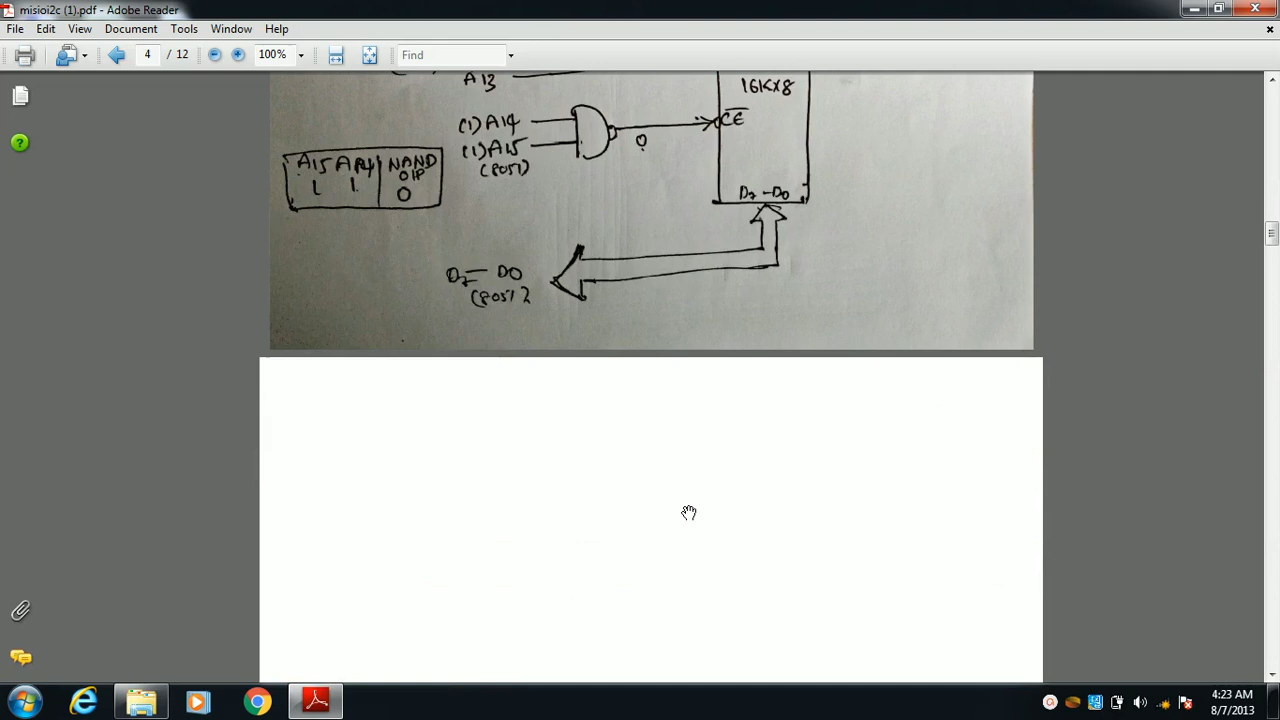 misioi2c (1).pdf - Adobe Reader
File Edit View Document Tools Window Help
4 / 12 100% Find
A13
16K×8
(1) A14
CE
(1) A15
0
(8051)
A15 A14 NAND
O/P
1 1 0
D7 - D0
D7 - D0
(8051)
4:23 AM
8/7/2013